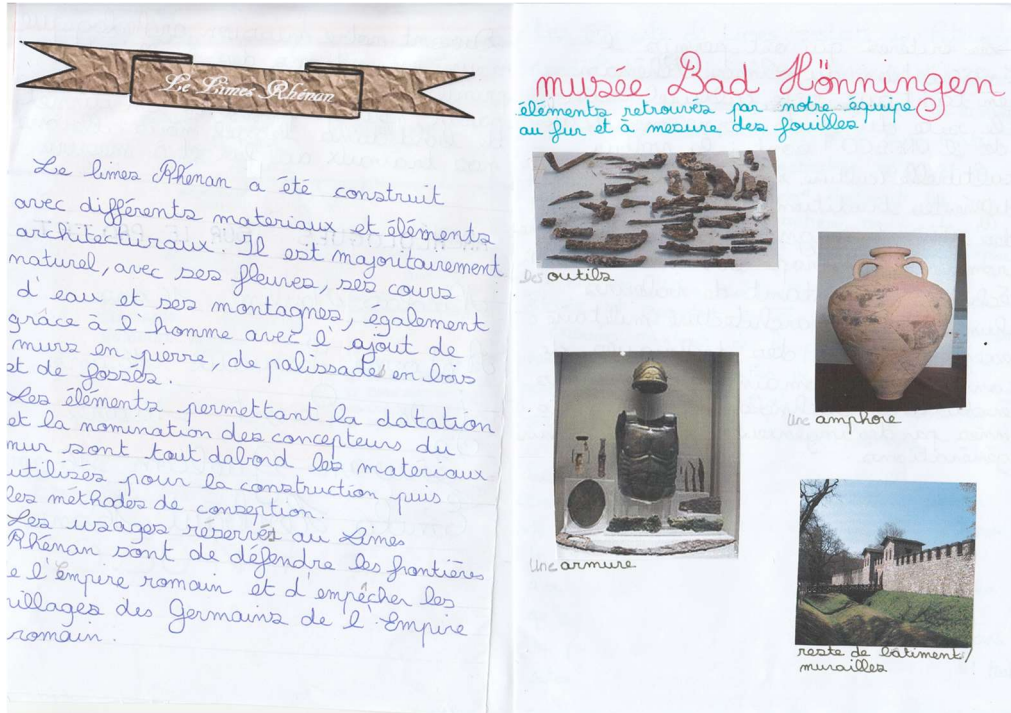 Le Limes Rhénan
Le limes Rhénan a été construit
avec différents matériaux et éléments
architecturaux. Il est majoritairement
naturel, avec ses fleuves, ses cours
d'eau et ses montagnes, également
grâce à l'homme avec l'ajout de
murs en pierre, de palissades en bois
et de fossés.
Les éléments permettant la datation
et la nomination des concepteurs du
mur sont tout dabord les matériaux
utilisés pour la construction puis
les méthodes de conseption.
Les usages réservés au Limes
Rhénan sont de défendre les frontières
e l'empire romain et d'empêcher les
villages des Germains de l'Empire
romain.
musée Bad Hönningen
éléments retrouvés par notre équipe
au fur et à mesure des fouilles
Des outils
Une amphore
Une armure
reste de bâtiment/
murailles